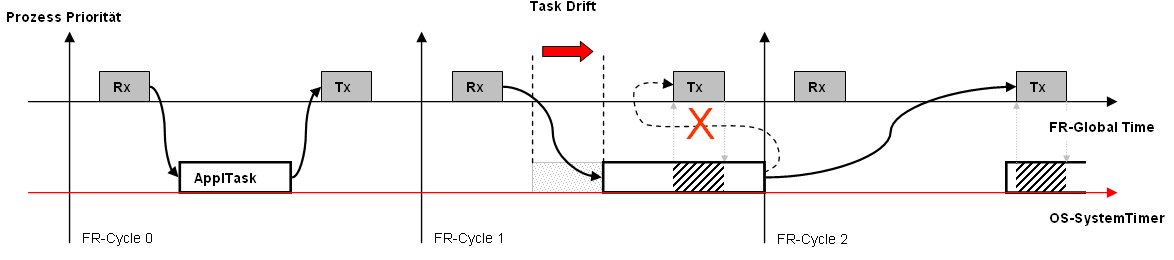 Task Drift
Prozess Priorität
Rx
Tx
Rx
Tx
Rx
Tx
X
FR-Global Time
ApplTask
OS-SystemTimer
FR-Cycle 0
FR-Cycle 1
FR-Cycle 2